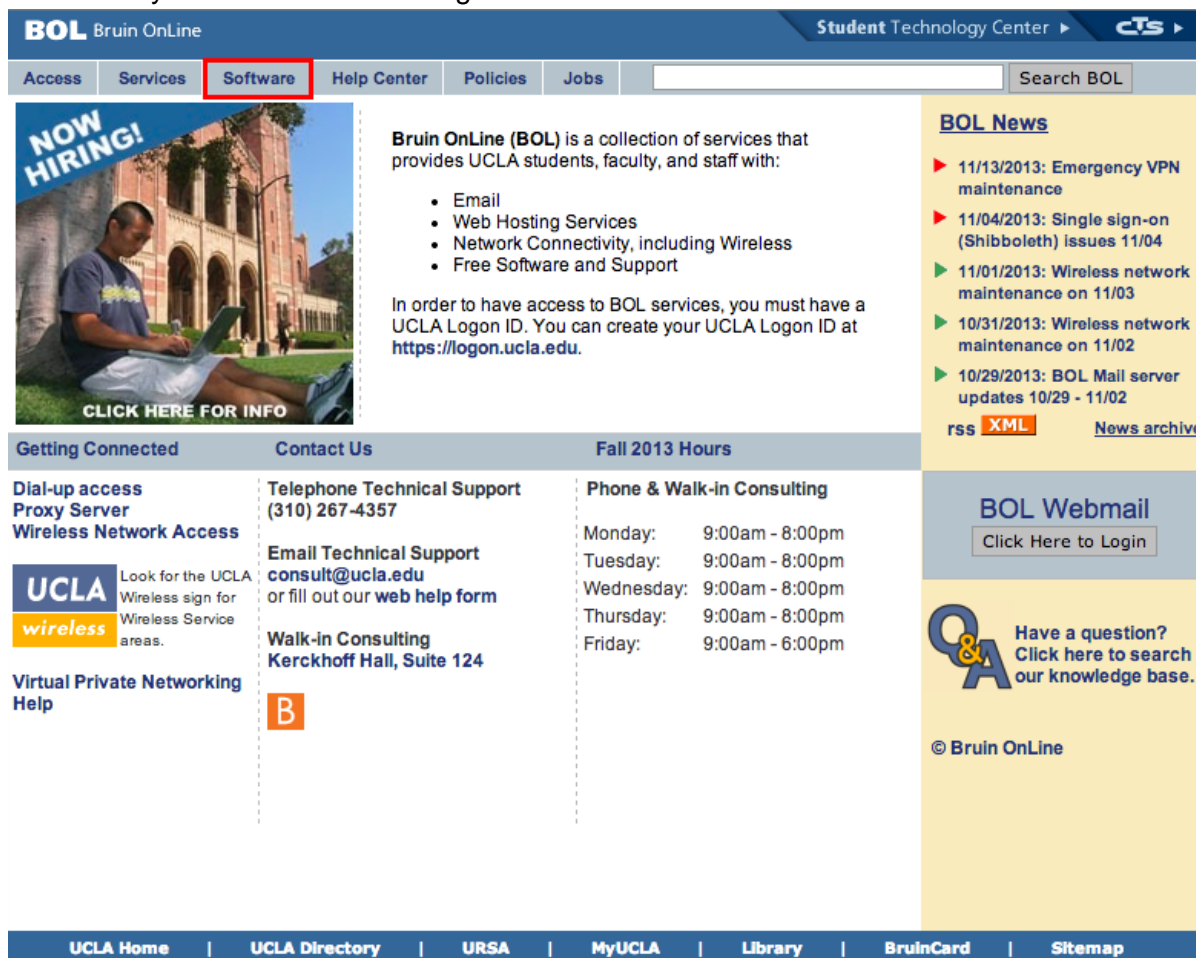 BOL Bruin OnLine
Student Technology Center
CTS
Access Services Software Help Center Policies Jobs Search BOL
NOW HIRING!
CLICK HERE FOR INFO
Bruin OnLine (BOL) is a collection of services that
provides UCLA students, faculty, and staff with:
• Email
• Web Hosting Services
• Network Connectivity, including Wireless
• Free Software and Support
In order to have access to BOL services, you must have a
UCLA Logon ID. You can create your UCLA Logon ID at
https://logon.ucla.edu.
BOL News
11/13/2013: Emergency VPN
maintenance
11/04/2013: Single sign-on
(Shibboleth) issues 11/04
11/01/2013: Wireless network
maintenance on 11/03
10/31/2013: Wireless network
maintenance on 11/02
10/29/2013: BOL Mail server
updates 10/29 - 11/02
rss XML News archive
Getting Connected
Dial-up access
Proxy Server
Wireless Network Access
UCLA
wireless
Look for the UCLA
Wireless sign for
Wireless Service
areas.
Virtual Private Networking
Help
Contact Us
Telephone Technical Support
(310) 267-4357
Email Technical Support
consult@ucla.edu
or fill out our web help form
Walk-in Consulting
Kerckhoff Hall, Suite 124
B
Fall 2013 Hours
Phone & Walk-in Consulting
Monday: 9:00am - 8:00pm
Tuesday: 9:00am - 8:00pm
Wednesday: 9:00am - 8:00pm
Thursday: 9:00am - 8:00pm
Friday: 9:00am - 6:00pm
BOL Webmail
Click Here to Login
Q&A
Have a question?
Click here to search
our knowledge base.
© Bruin OnLine
UCLA Home | UCLA Directory | URSA | MyUCLA | Library | BruinCard | Sitemap